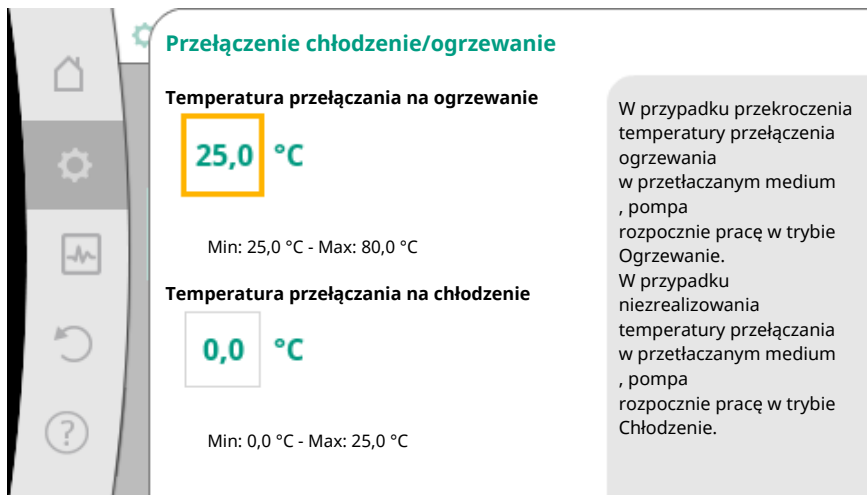 Przełączenie chłodzenie/ogrzewanie
Temperatura przełączania na ogrzewanie
25,0 °C
Min: 25,0 °C - Max: 80,0 °C
Temperatura przełączania na chłodzenie
0,0 °C
Min: 0,0 °C - Max: 25,0 °C
W przypadku przekroczenia
temperatury przełączenia
ogrzewania
w przetłaczanym medium
, pompa
rozpocznie pracę w trybie
Ogrzewanie.
W przypadku
niezrealizowania
temperatury przełączania
w przetłaczanym medium
, pompa
rozpocznie pracę w trybie
Chłodzenie.
?